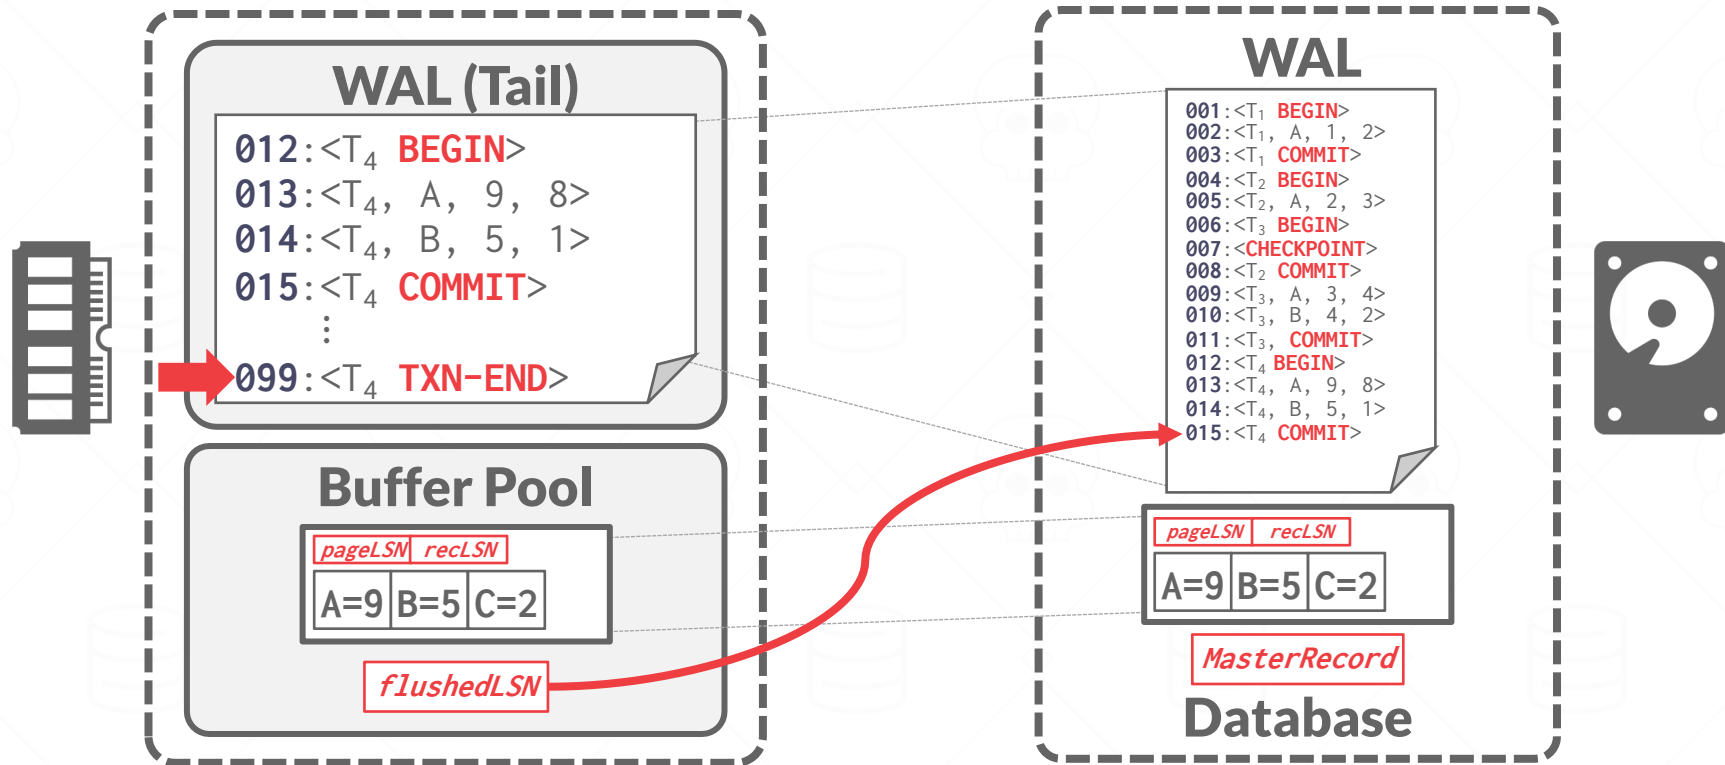 WAL (Tail)
012:<T4 BEGIN>
013:<T4, A, 9, 8>
014:<T4, B, 5, 1>
015:<T4 COMMIT>
⋮
099:<T4 TXN-END>
Buffer Pool
pageLSN recLSN
A=9 B=5 C=2
flushedLSN
WAL
001:<T1 BEGIN>
002:<T1, A, 1, 2>
003:<T1 COMMIT>
004:<T2 BEGIN>
005:<T2, A, 2, 3>
006:<T3 BEGIN>
007:<CHECKPOINT>
008:<T2 COMMIT>
009:<T3, A, 3, 4>
010:<T3, B, 4, 2>
011:<T3, COMMIT>
012:<T4 BEGIN>
013:<T4, A, 9, 8>
014:<T4, B, 5, 1>
015:<T4 COMMIT>
pageLSN recLSN
A=9 B=5 C=2
MasterRecord
Database